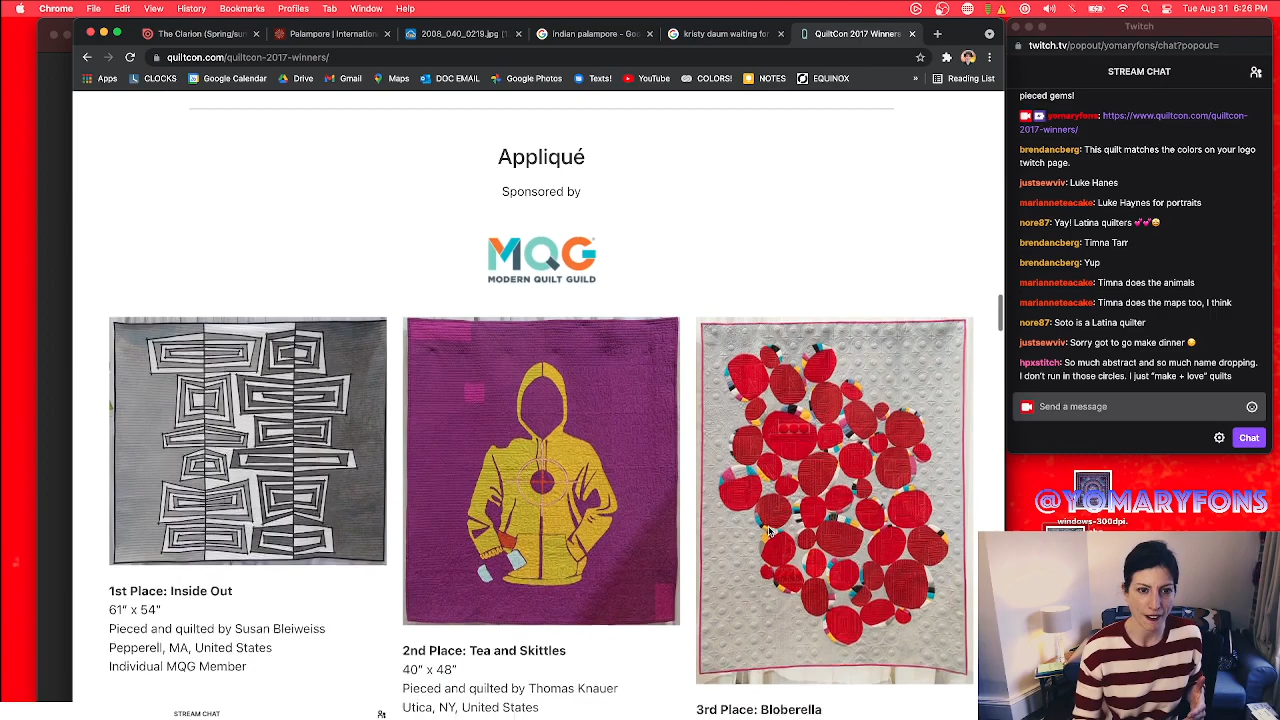 Chrome File Edit View History Bookmarks Profiles Tab Window Help Tue Aug 31 6:26 PM
The Clarion (Spring/sun
Palampore | Internationa
2008_040_0219.jpg (1
Indian palampore - Goo
kristy daum waiting for
QuiltCon 2017 Winners
quiltcon.com/quiltcon-2017-winners/
Apps CLOCKS Google Calendar Drive Gmail Maps DOC EMAIL Google Photos Texts! YouTube COLORS! NOTES EQUINOX » Reading List
Appliqué
Sponsored by
MQG
MODERN QUILT GUILD
1st Place: Inside Out
61" x 54"
Pieced and quilted by Susan Bleiweiss
Pepperell, MA, United States
Individual MQG Member
2nd Place: Tea and Skittles
40" x 48"
Pieced and quilted by Thomas Knauer
Utica, NY, United States
3rd Place: Bloberella
STREAM CHAT
Twitch
twitch.tv/popout/yomaryfons/chat?popout=
STREAM CHAT
pieced gems!
yomaryfons: https://www.quiltcon.com/quiltcon-
2017-winners/
brendancberg: This quilt matches the colors on your logo
twitch page.
justsewviv: Luke Hanes
marianneteacake: Luke Haynes for portraits
nore87: Yay! Latina quilters 💕💕😅
brendancberg: Timna Tarr
brendancberg: Yup
marianneteacake: Timna does the animals
marianneteacake: Timna does the maps too, I think
nore87: Soto is a Latina quilter
justsewviv: Sorry got to go make dinner 😏
hpxstitch: So much abstract and so much name dropping.
I don't run in those circles. I just "make + love" quilts
Send a message
Chat
@YOMARYFONS
windows-300dpi.